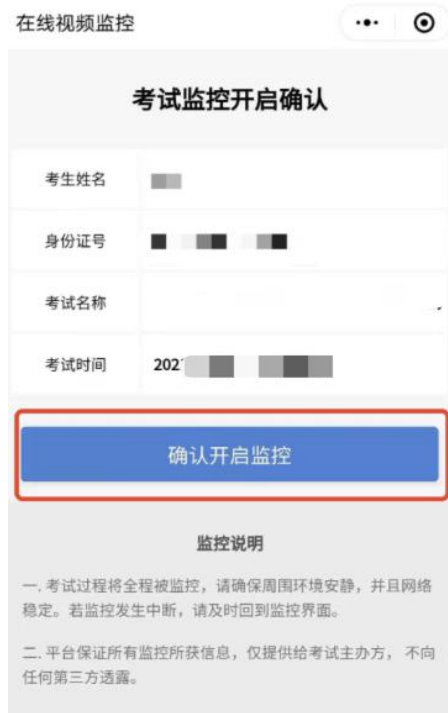 在线视频监控
考试监控开启确认
考生姓名
身份证号
考试名称
考试时间 202
确认开启监控
监控说明
一. 考试过程将全程被监控，请确保周围环境安静，并且网络
稳定。若监控发生中断，请及时回到监控界面。
二. 平台保证所有监控所获信息，仅提供给考试主办方， 不向
任何第三方透露。